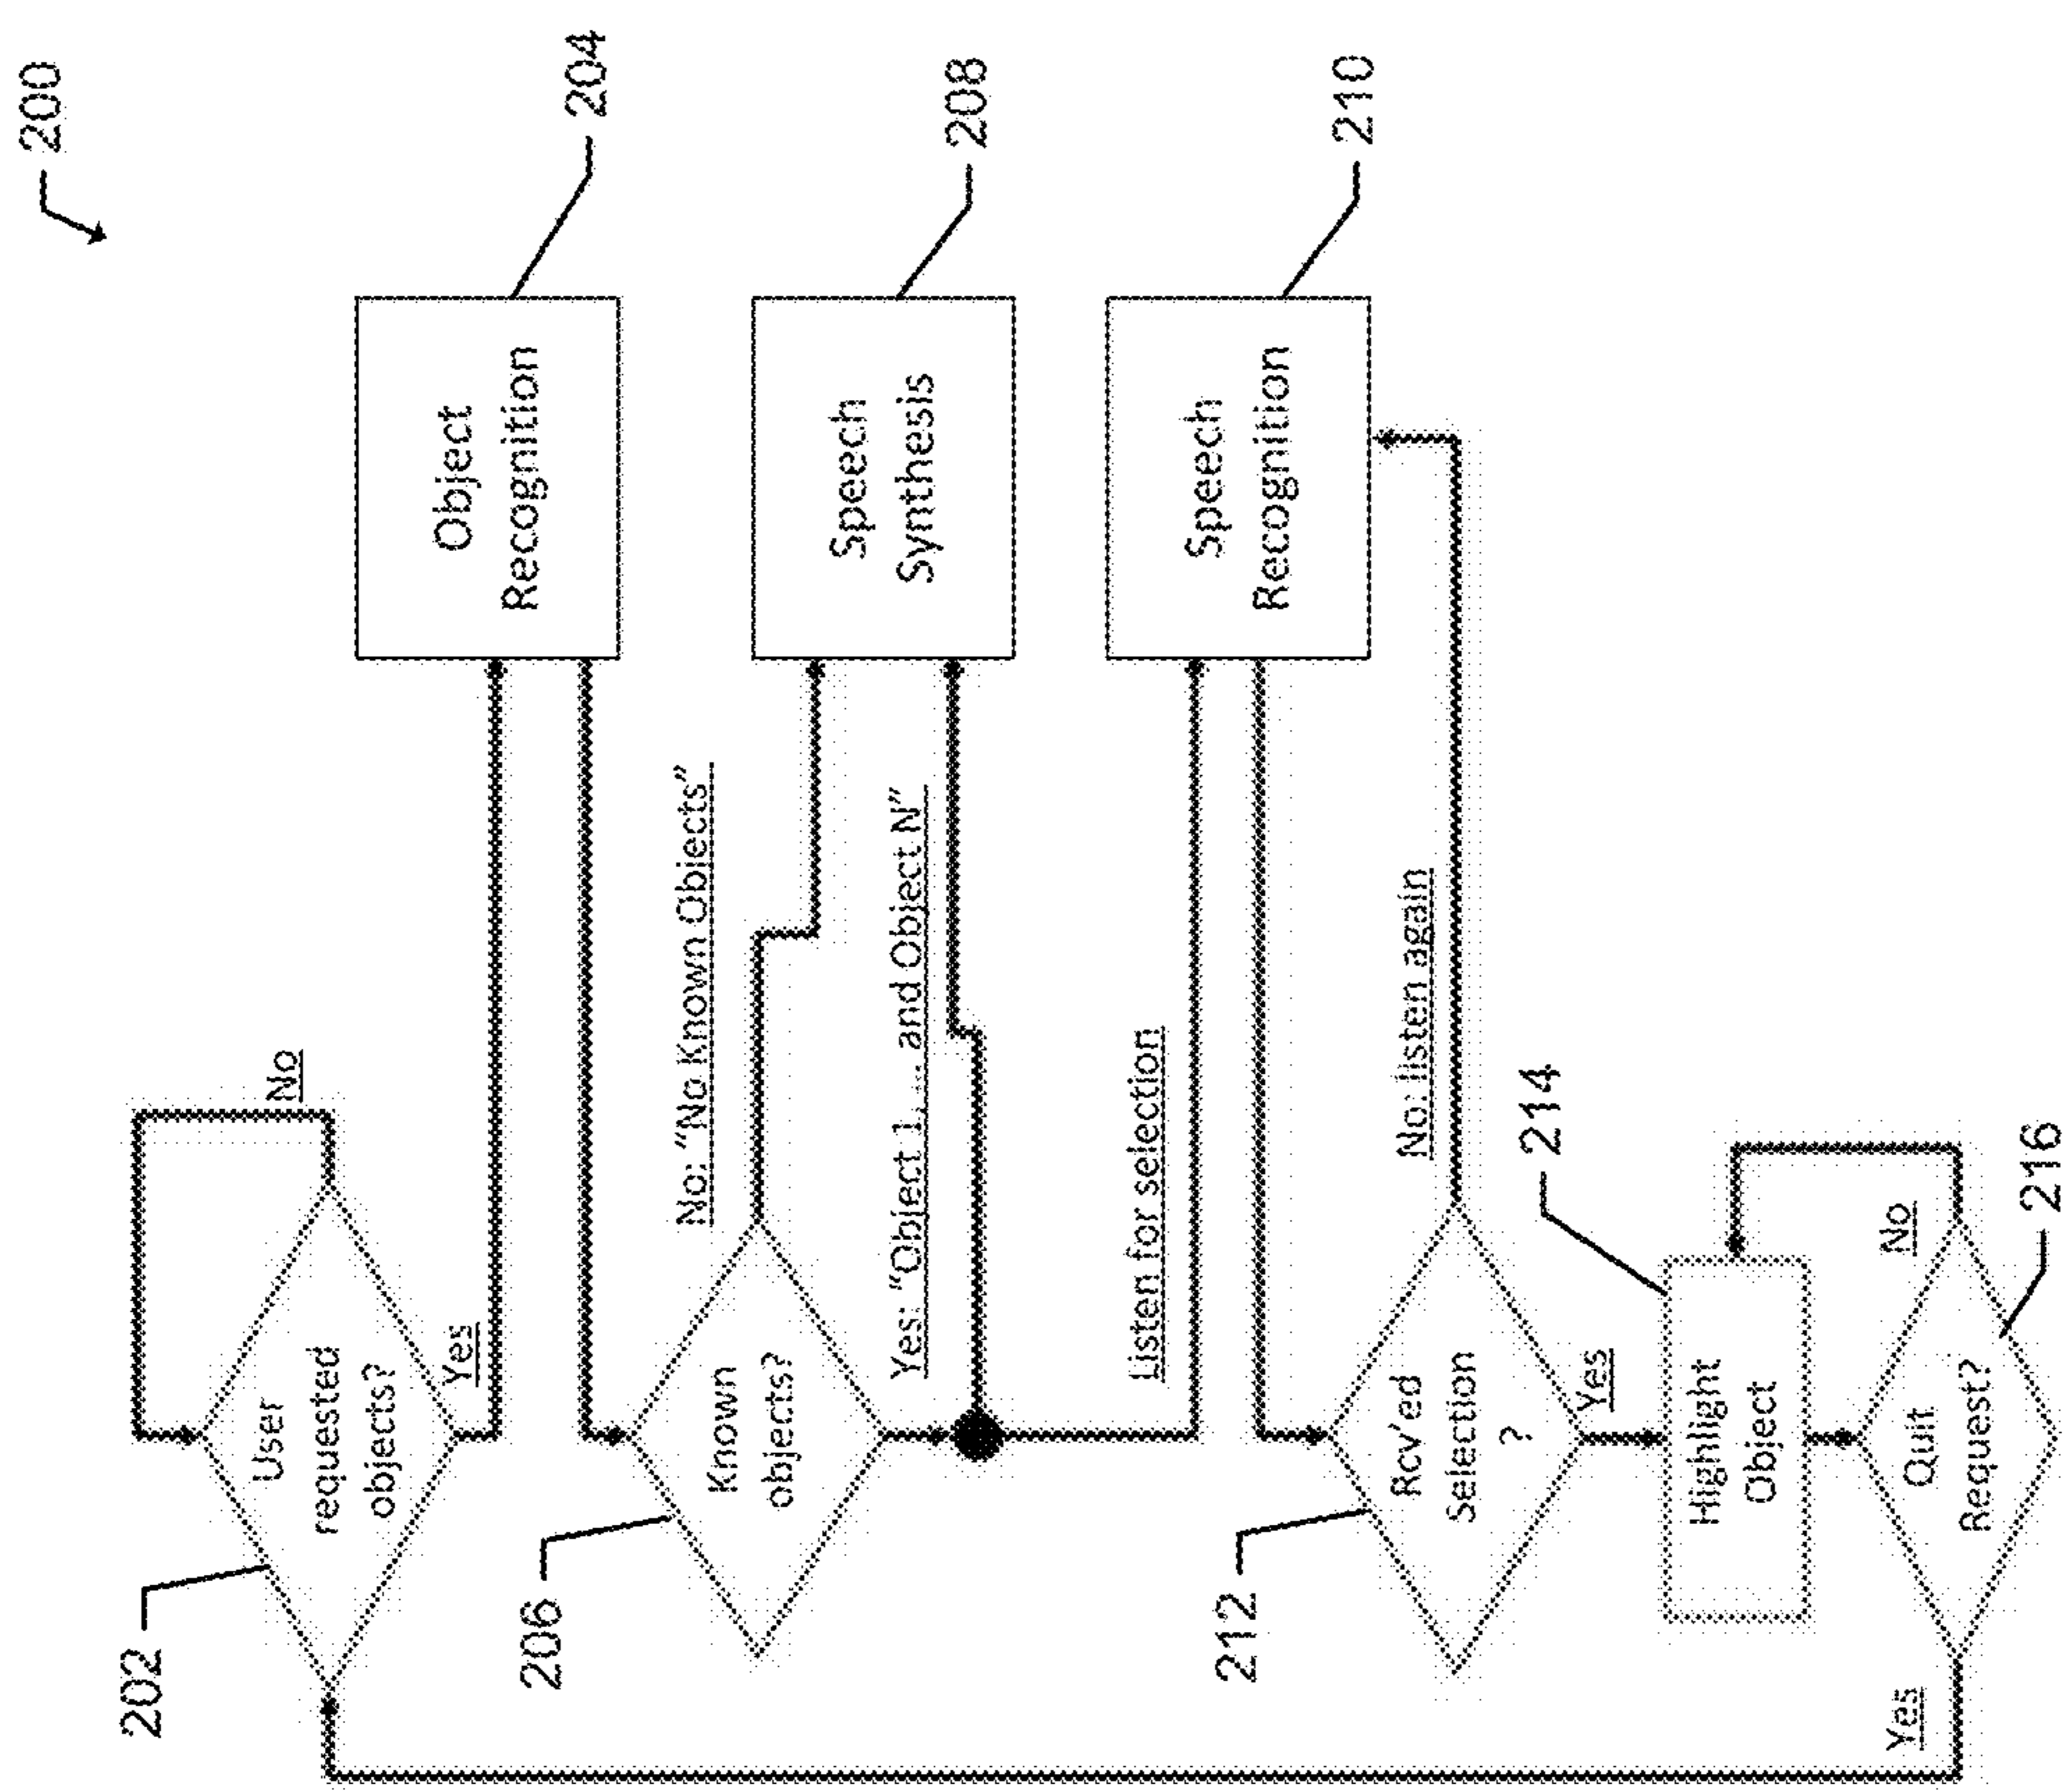 200
202
User
requested
objects?
No
Yes
Object
Recognition
204
206
Known
objects?
No: “No Known Objects”
Yes: “Object 1, ... and Object N”
Speech
Synthesis
208
Listen for selection
Speech
Recognition
210
212
Rcv’ed
Selection
?
No: listen again
Yes
214
Highlight
Object
No
Quit
Request?
216
Yes